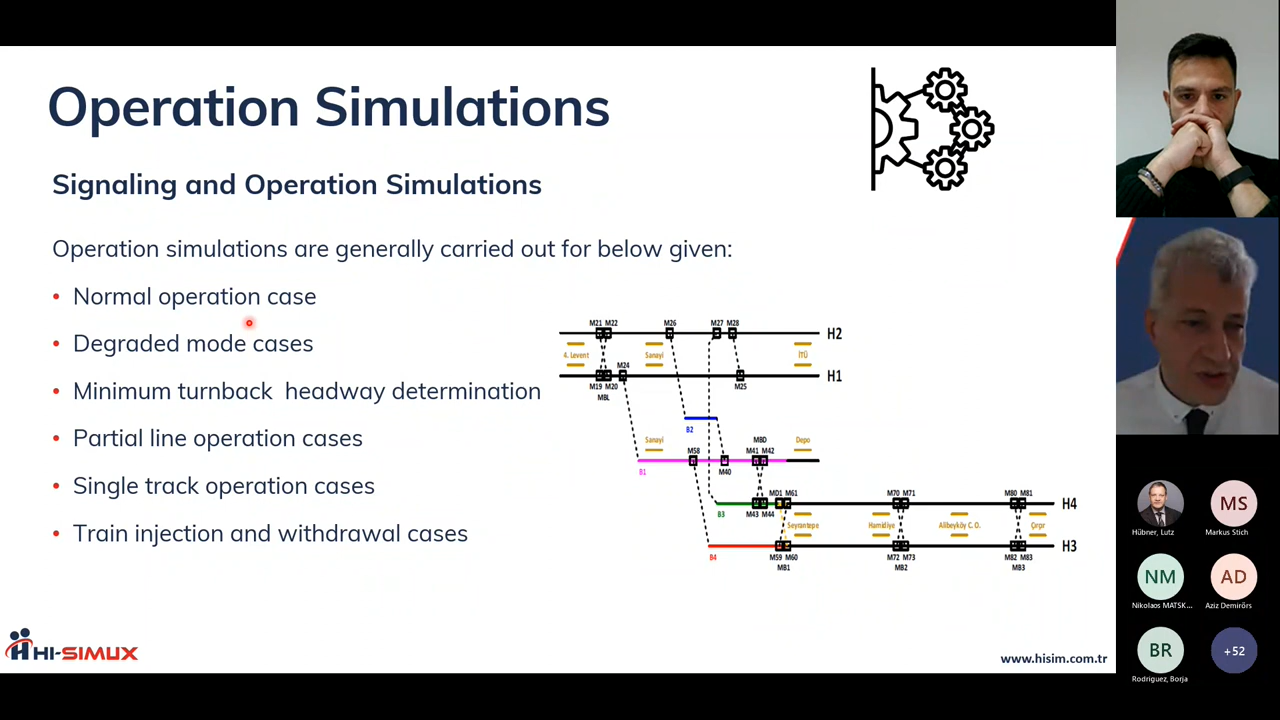 Operation Simulations
Signaling and Operation Simulations
Operation simulations are generally carried out for below given:
• Normal operation case
• Degraded mode cases
• Minimum turnback  headway determination
• Partial line operation cases
• Single track operation cases
• Train injection and withdrawal cases
M21 M22 M26 M27 M28
H2
4. Levent Sanayi İTÜ
M24
H1
M19 M20 M25
MBL
B2
Sanayi MBD Depo
M58 M41 M42
B1 M40
MD1 M61 M70 M71 M80 M81
H4
B3 M43 M44
Seyrantepe Hamidiye Alibeyköy C. O. Çırçır
H3
B4 M59 M60 M72 M73 M82 M83
MB1 MB2 MB3
HI-SIMUX
www.hisim.com.tr
MS
Hübner, Lutz Markus Stich
NM AD
Nikolaos MATSK... Aziz Demirörs
BR +52
Rodriguez, Borja